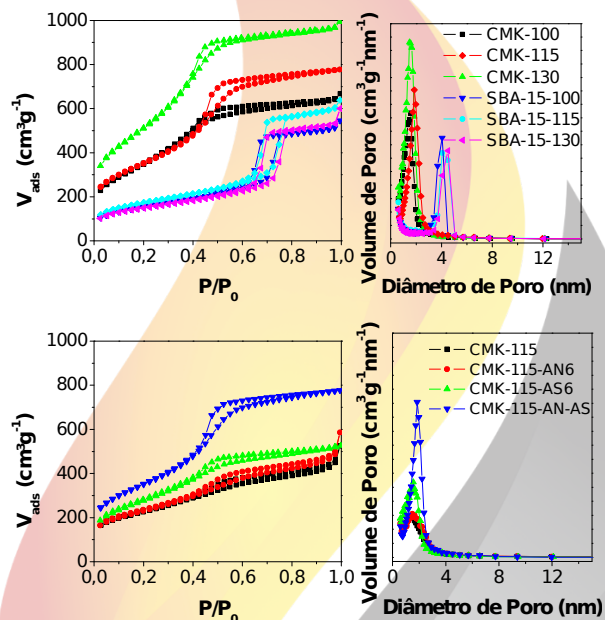 1000
800
600
400
200
0
V_ads (cm³g⁻¹)
0,0 0,2 0,4 0,6 0,8 1,0
P/P₀
CMK-100
CMK-115
CMK-130
SBA-15-100
SBA-15-115
SBA-15-130
Volume de Poro (cm³g⁻¹nm⁻¹)
0 4 8 12
Diâmetro de Poro (nm)
1000
800
600
400
200
0
V_ads (cm³g⁻¹)
0,0 0,2 0,4 0,6 0,8 1,0
P/P₀
CMK-115
CMK-115-AN6
CMK-115-AS6
CMK-115-AN-AS
Volume de Poro (cm³g⁻¹nm⁻¹)
0 4 8 12
Diâmetro de Poro (nm)